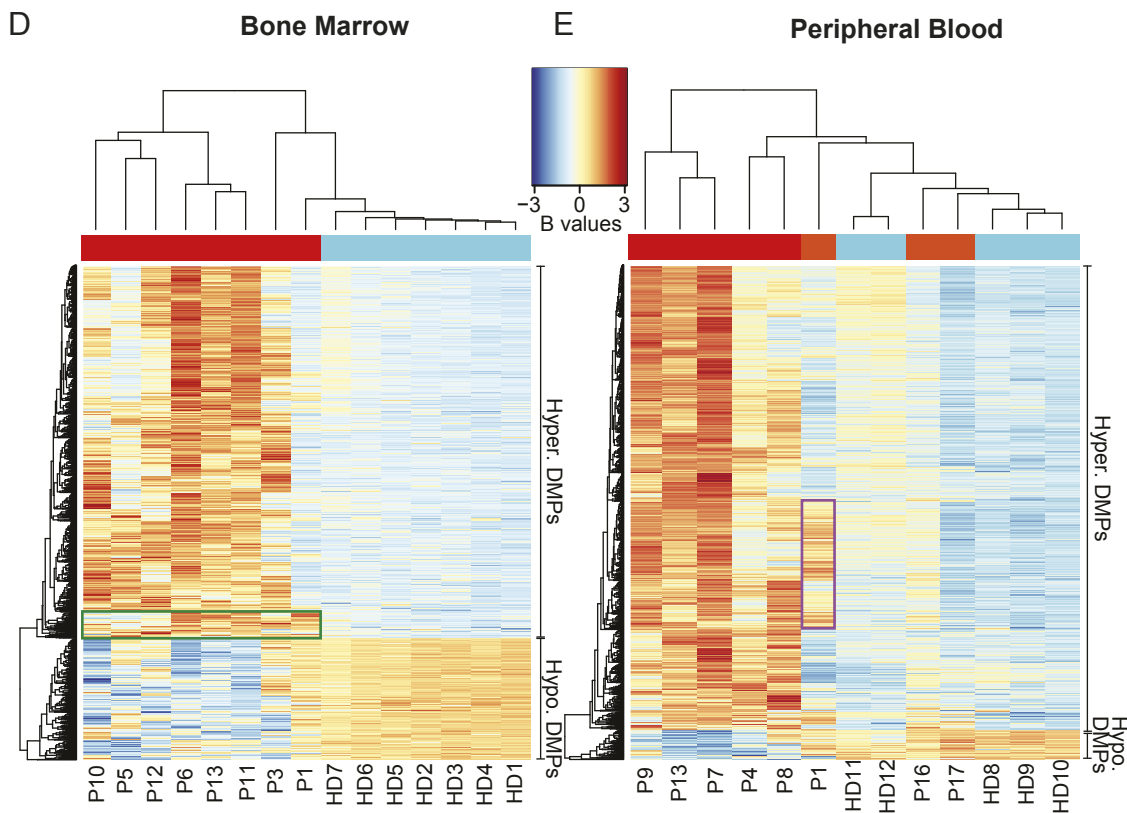 D
Bone Marrow
E
Peripheral Blood
−3 0 3
B values
Hyper. DMPs
Hypo. DMPs
Hyper. DMPs
Hypo.
DMPs
P10 P5 P12 P6 P13 P11 P3 P1 HD7 HD6 HD5 HD2 HD3 HD4 HD1
P9 P13 P7 P4 P8 P1 HD11 HD12 P16 P17 HD8 HD9 HD10